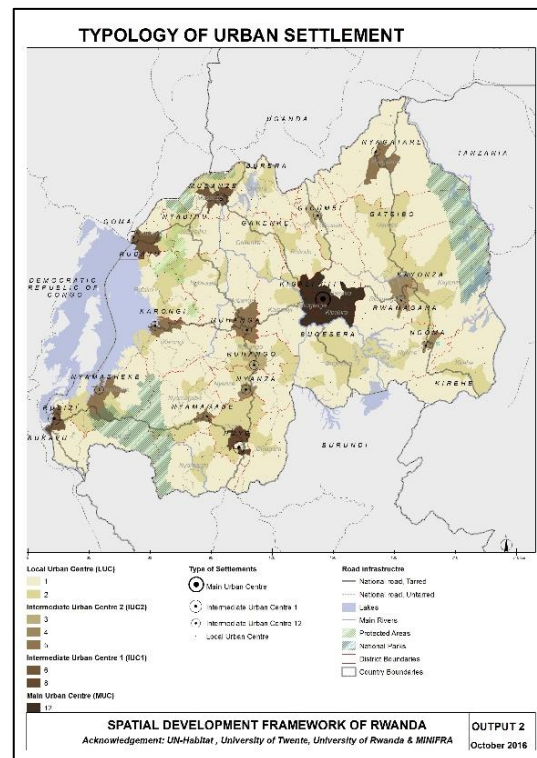 TYPOLOGY OF URBAN SETTLEMENT
UGANDA
TANZANIA
NYAGATARE
BURERA
MUSANZE
NYABIHU
GICUMBI
GATSIBO
GAKENKE
GOMA
DEMOCRATIC
REPUBLIC OF
CONGO
KAYONZA
RWAMAGANA
KARONGI
MUHANGA
BUGESERA
NGOMA
RUHANGO
KIREHE
NYANZA
NYAMASHEKE
NYAMAGABE
RUSIZI
BUKAVU
BURUNDI
Local Urban Centre (LUC)
1
2
Intermediate Urban Centre 2 (IUC2)
3
4
5
Intermediate Urban Centre 1 (IUC1)
6
8
Main Urban Centre (MUC)
12
Type of Settlements
Main Urban Centre
Intermediate Urban Centre 1
Intermediate Urban Centre 12
Local Urban Centre
Road infrastrctre
National road, Tarred
National road, Untarred
Lakes
Main Rivers
Protected Areas
National Parks
District Boundaries
Country Boundaries
SPATIAL DEVELOPMENT FRAMEWORK OF RWANDA
Acknowledgement: UN-Habitat , University of Twente, University of Rwanda & MINIFRA
OUTPUT 2
October 2016